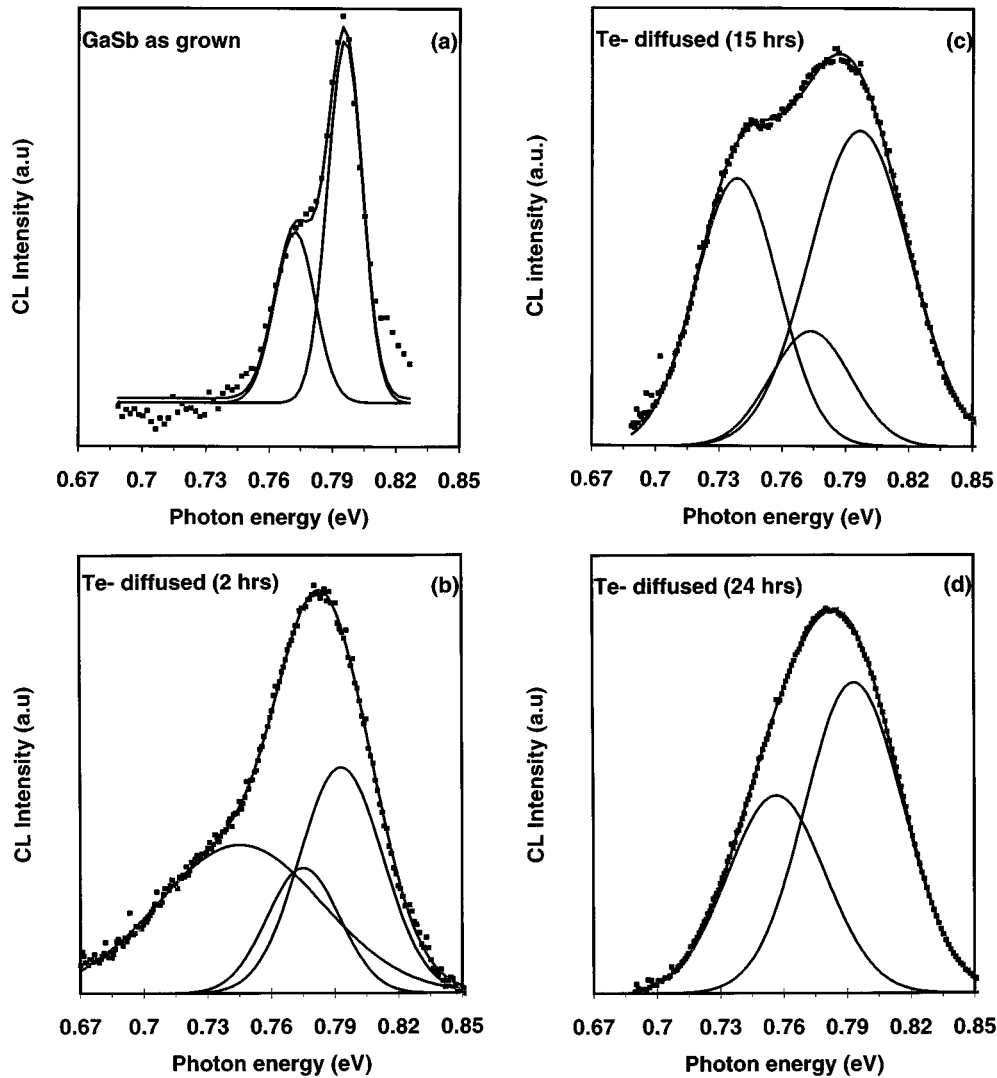 GaSb as grown
(a)
CL Intensity (a.u)
0.67 0.7 0.73 0.76 0.79 0.82 0.85
Photon energy (eV)
Te- diffused (2 hrs)
(b)
CL Intensity (a.u)
0.67 0.7 0.73 0.76 0.79 0.82 0.85
Photon energy (eV)
Te- diffused (15 hrs)
(c)
CL intensity (a.u.)
0.67 0.7 0.73 0.76 0.79 0.82 0.85
Photon energy (eV)
Te- diffused (24 hrs)
(d)
CL Intensity (a.u)
0.67 0.7 0.73 0.76 0.79 0.82 0.85
Photon energy (eV)